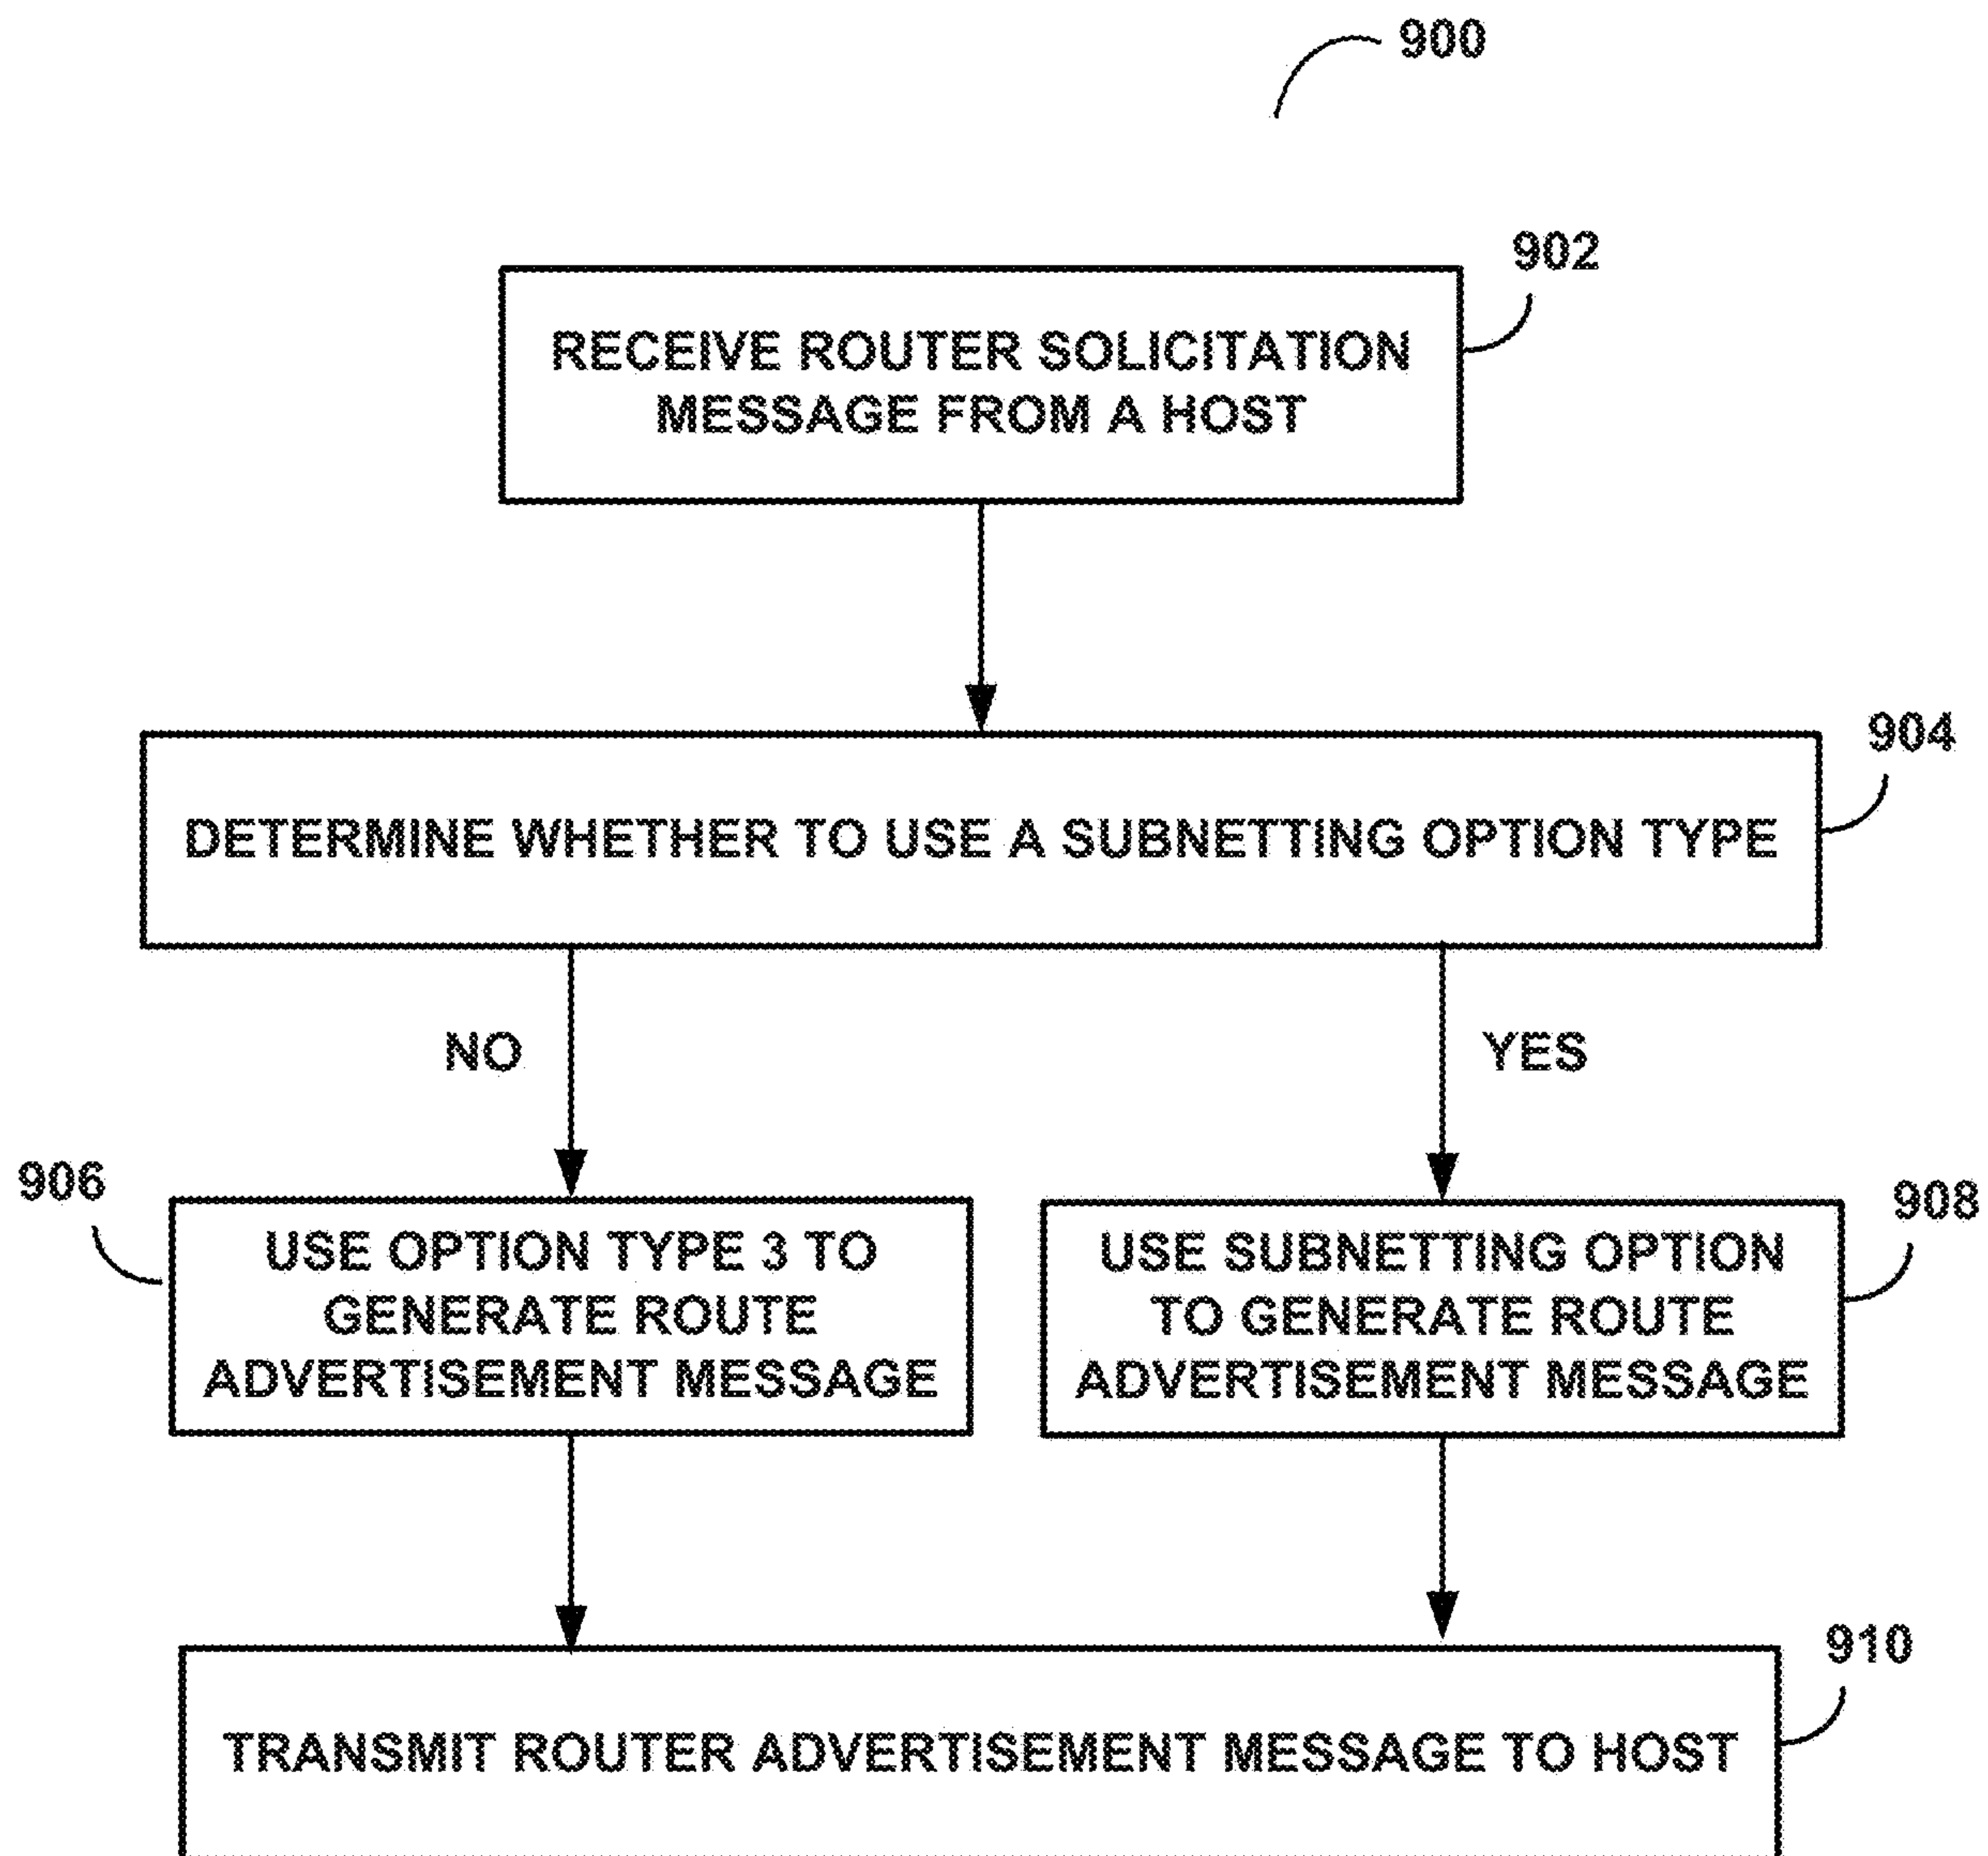 900
902
RECEIVE ROUTER SOLICITATION
MESSAGE FROM A HOST
904
DETERMINE WHETHER TO USE A SUBNETTING OPTION TYPE
NO
YES
906
USE OPTION TYPE 3 TO
GENERATE ROUTE
ADVERTISEMENT MESSAGE
908
USE SUBNETTING OPTION
TO GENERATE ROUTE
ADVERTISEMENT MESSAGE
910
TRANSMIT ROUTER ADVERTISEMENT MESSAGE TO HOST